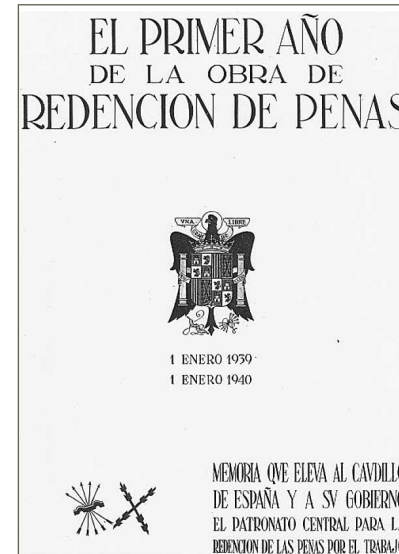 EL PRIMER AÑO
DE LA OBRA DE
REDENCION DE PENAS
VNA LIBRE
1 ENERO 1939
1 ENERO 1940
MEMORIA QVE ELEVA AL CAVDILLO
DE ESPAÑA Y A SV GOBIERNO
EL PATRONATO CENTRAL PARA L
REDENCION DE LAS PENAS POR EL TRABAJO